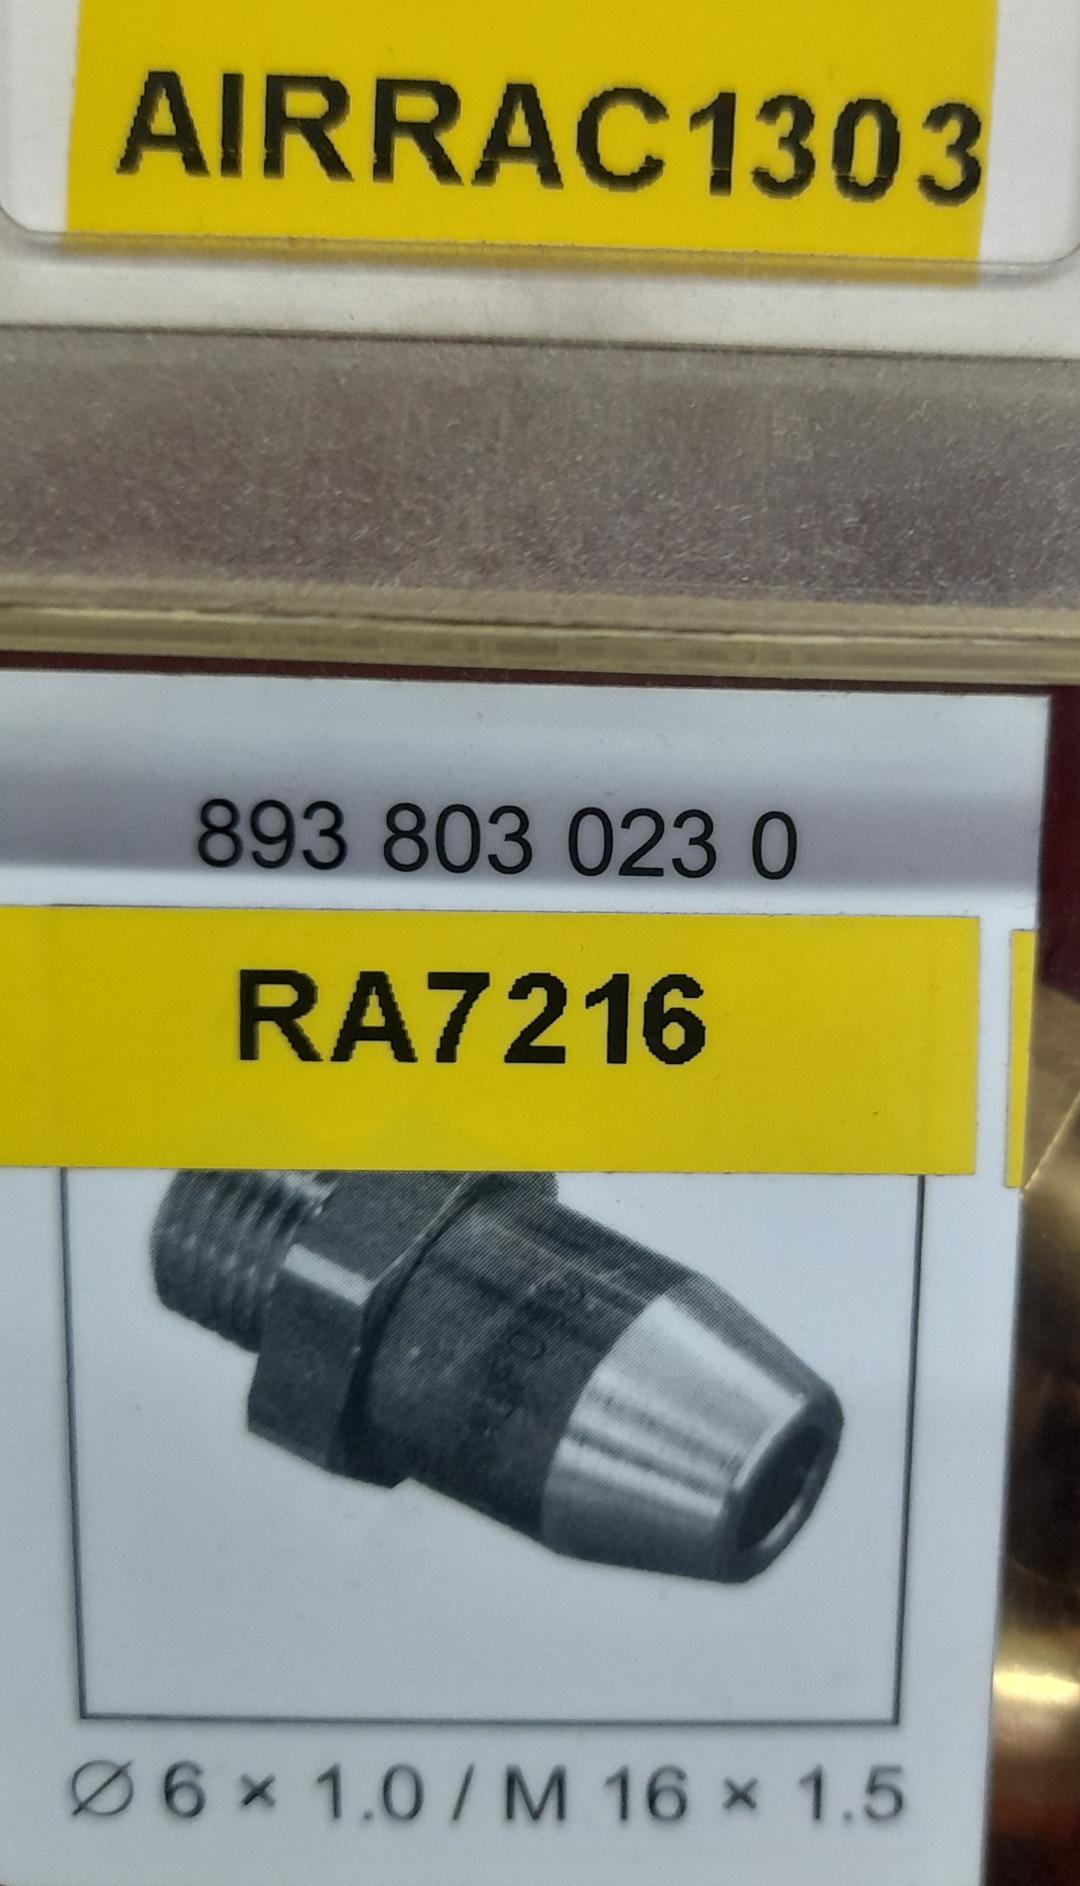 AIRRAC1303
893 803 023 0
RA7216
Ø 6 × 1.0 / M 16 × 1.5